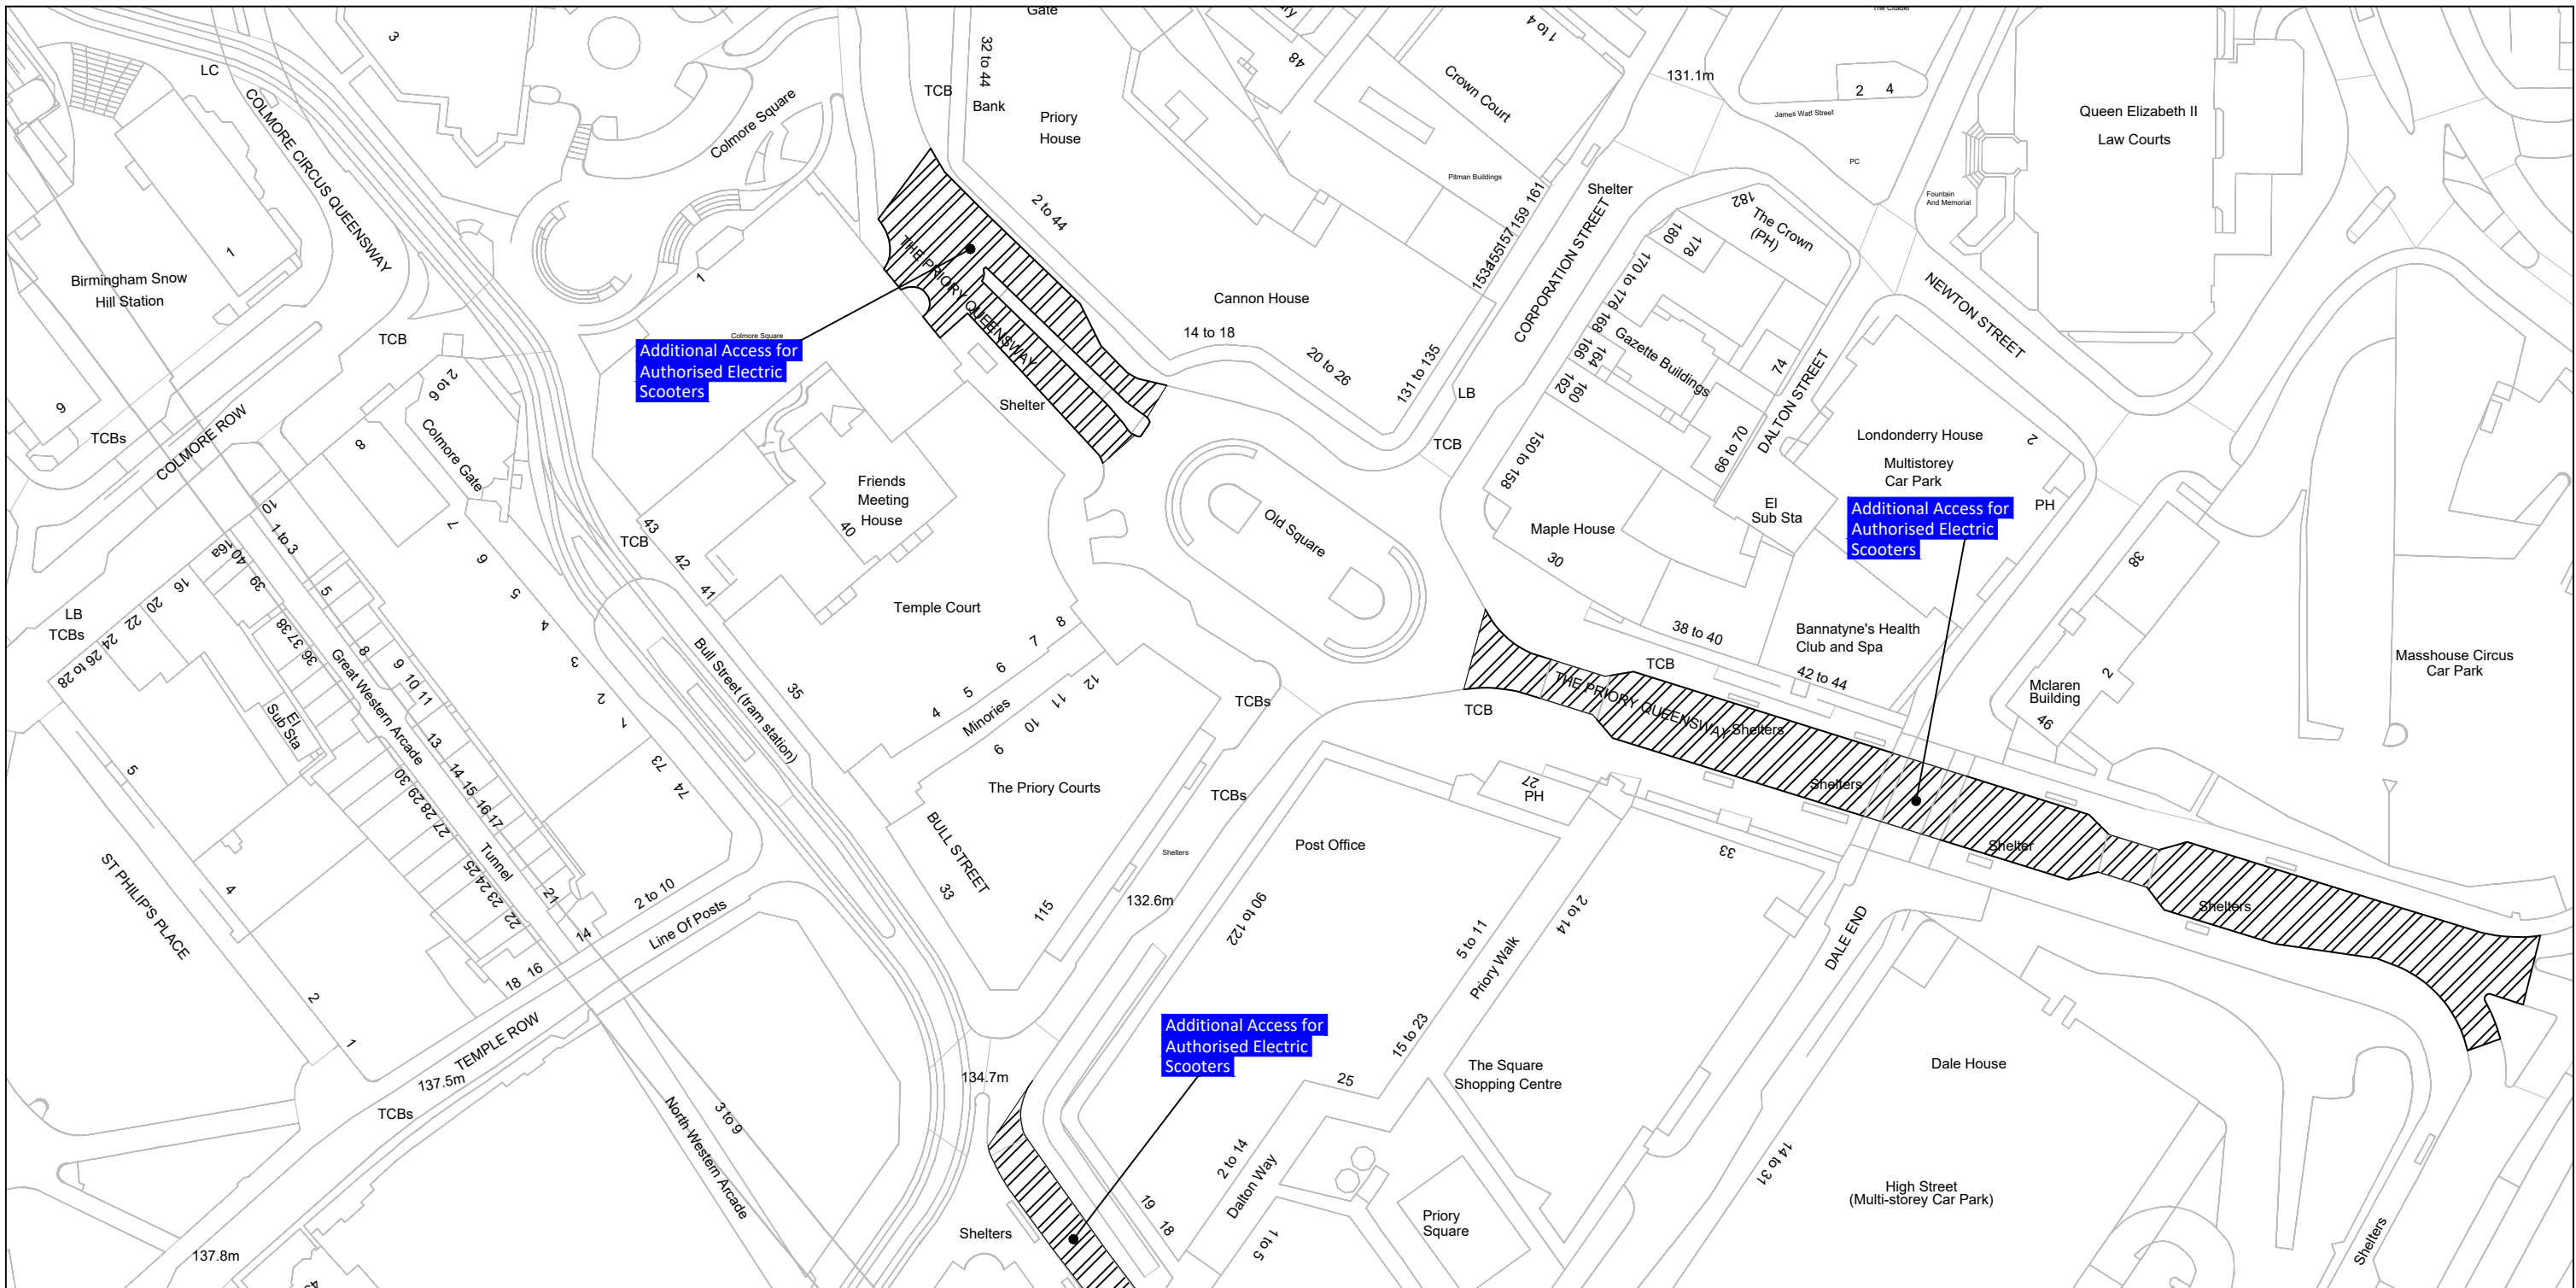 Gate
The Citadel
3
LC
32 to 44
TCB
Bank
Priory
House
48
1 to 4
Crown Court
131.1m
2 4
James Watt Street
PC
Queen Elizabeth II
Law Courts
COLMORE CIRCUS QUEENSWAY
Colmore Square
Pitman Buildings
Shelter
Fountain
And Memorial
2 to 44
182
The Crown
(PH)
180
178
153a
155
157
159
161
CORPORATION STREET
170 to 176
1
Birmingham Snow
Hill Station
1
THE PRIORY QUEENSWAY
Cannon House
14 to 18
20 to 26
131 to 135
168
166
164
162
160
Gazette Buildings
74
NEWTON STREET
TCB
Colmore Square
Additional Access for
Authorised Electric
Scooters
2 to 6
6
TCBs
COLMORE ROW
8
Colmore Gate
Shelter
LB
TCB
150 to 158
DALTON STREET
66 to 70
Londonderry House
2
Multistorey
Car Park
Additional Access for
Authorised Electric
Scooters
PH
El
Sub Sta
Friends
Meeting
House
40
Old Square
Maple House
30
10
1 to 3
7
6
5
4
3
2
1
43
TCB
42
41
16a
40
39
16
20
22
24
26 to 28
5
LB
TCBs
38
37
36
Great Western Arcade
8
9
10
11
El
Sub Sta
Temple Court
8
7
6
5
4
Minories
12
11
10
9
35
Bull Street (tram station)
38 to 40
Bannatyne's Health
Club and Spa
TCB
42 to 44
38
2
Mclaren
Building
46
Masshouse Circus
Car Park
TCBs
TCB
THE PRIORY QUEENSWAY
Shelters
Shelters
Shelter
Shelters
73
74
13
14
15
16
17
30
29
28
27
Tunnel
25
24
23
22
21
5
4
ST PHILIP'S PLACE
2
1
The Priory Courts
TCBs
27
PH
33
Post Office
Shelters
BULL STREET
33
115
132.6m
90 to 122
2 to 10
Line Of Posts
14
16
18
TEMPLE ROW
137.5m
TCBs
5 to 11
2 to 14
Priory Walk
DALE END
15 to 23
The Square
Shopping Centre
25
Dale House
Additional Access for
Authorised Electric
Scooters
134.7m
3 to 9
North Western Arcade
2 to 14
Dalton Way
1 to 5
19
18
Shelters
Priory
Square
14 to 31
High Street
(Multi-storey Car Park)
Shelters
137.8m